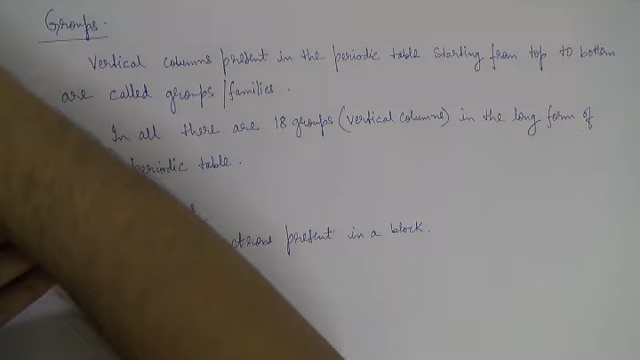 Groups.
Vertical columns present in the periodic table starting from top to bottom
are called groups/families.
In all there are 18 groups (vertical columns) in the long form of
periodic table.
present in a block.